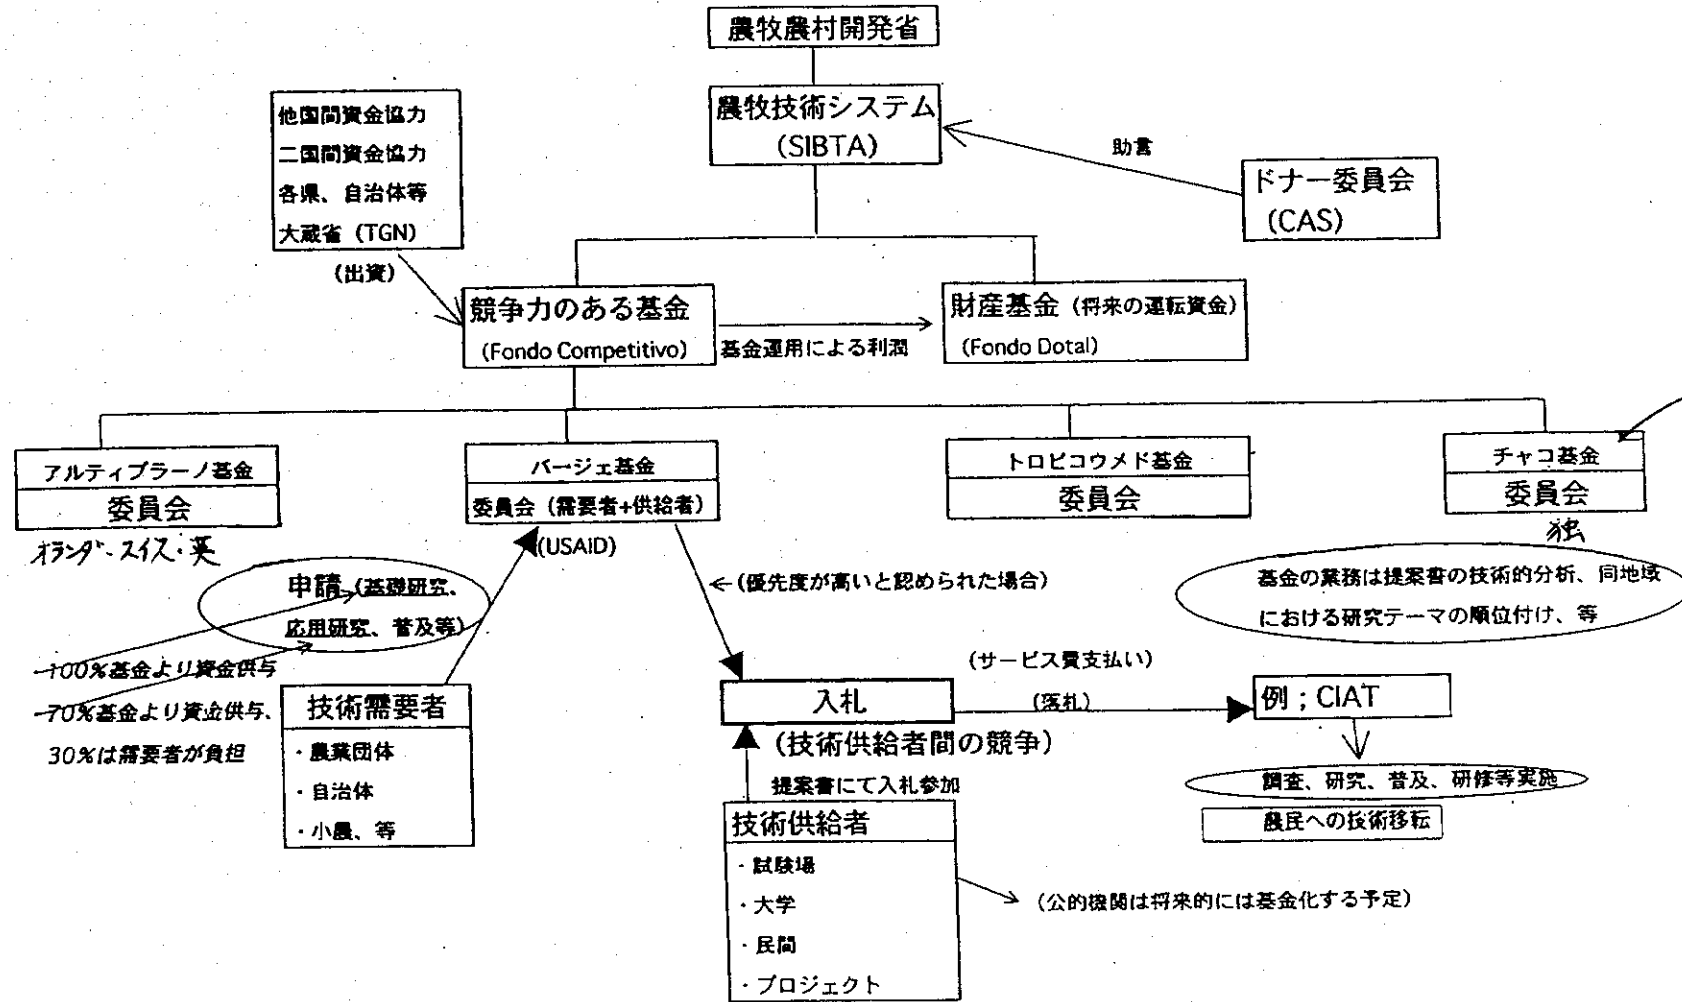 農牧農村開発省
農牧技術システム
(SIBTA)
他国間資金協力
二国間資金協力
各県、自治体等
大蔵省 (TGN)
(出資)
助言
ドナー委員会
(CAS)
競争力のある基金
(Fondo Competitivo)
基金運用による利潤
財産基金 (将来の運転資金)
(Fondo Dotal)
アルティプラーノ基金
委員会
オランダ・スイス・英
バージェ基金
委員会 (需要者+供給者)
(USAID)
トロピコウメド基金
委員会
チャコ基金
委員会
独
申請 (基礎研究、
応用研究、普及等)
100%基金より資金供与
70%基金より資金供与、
30%は需要者が負担
技術需要者
・農業団体
・自治体
・小農、等
(優先度が高いと認められた場合)
基金の業務は提案書の技術的分析、同地域
における研究テーマの順位付け、等
入札
(技術供給者間の競争)
提案書にて入札参加
(サービス費支払い)
(落札)
例；CIAT
調査、研究、普及、研修等実施
農民への技術移転
技術供給者
・試験場
・大学
・民間
・プロジェクト
(公的機関は将来的には基金化する予定)